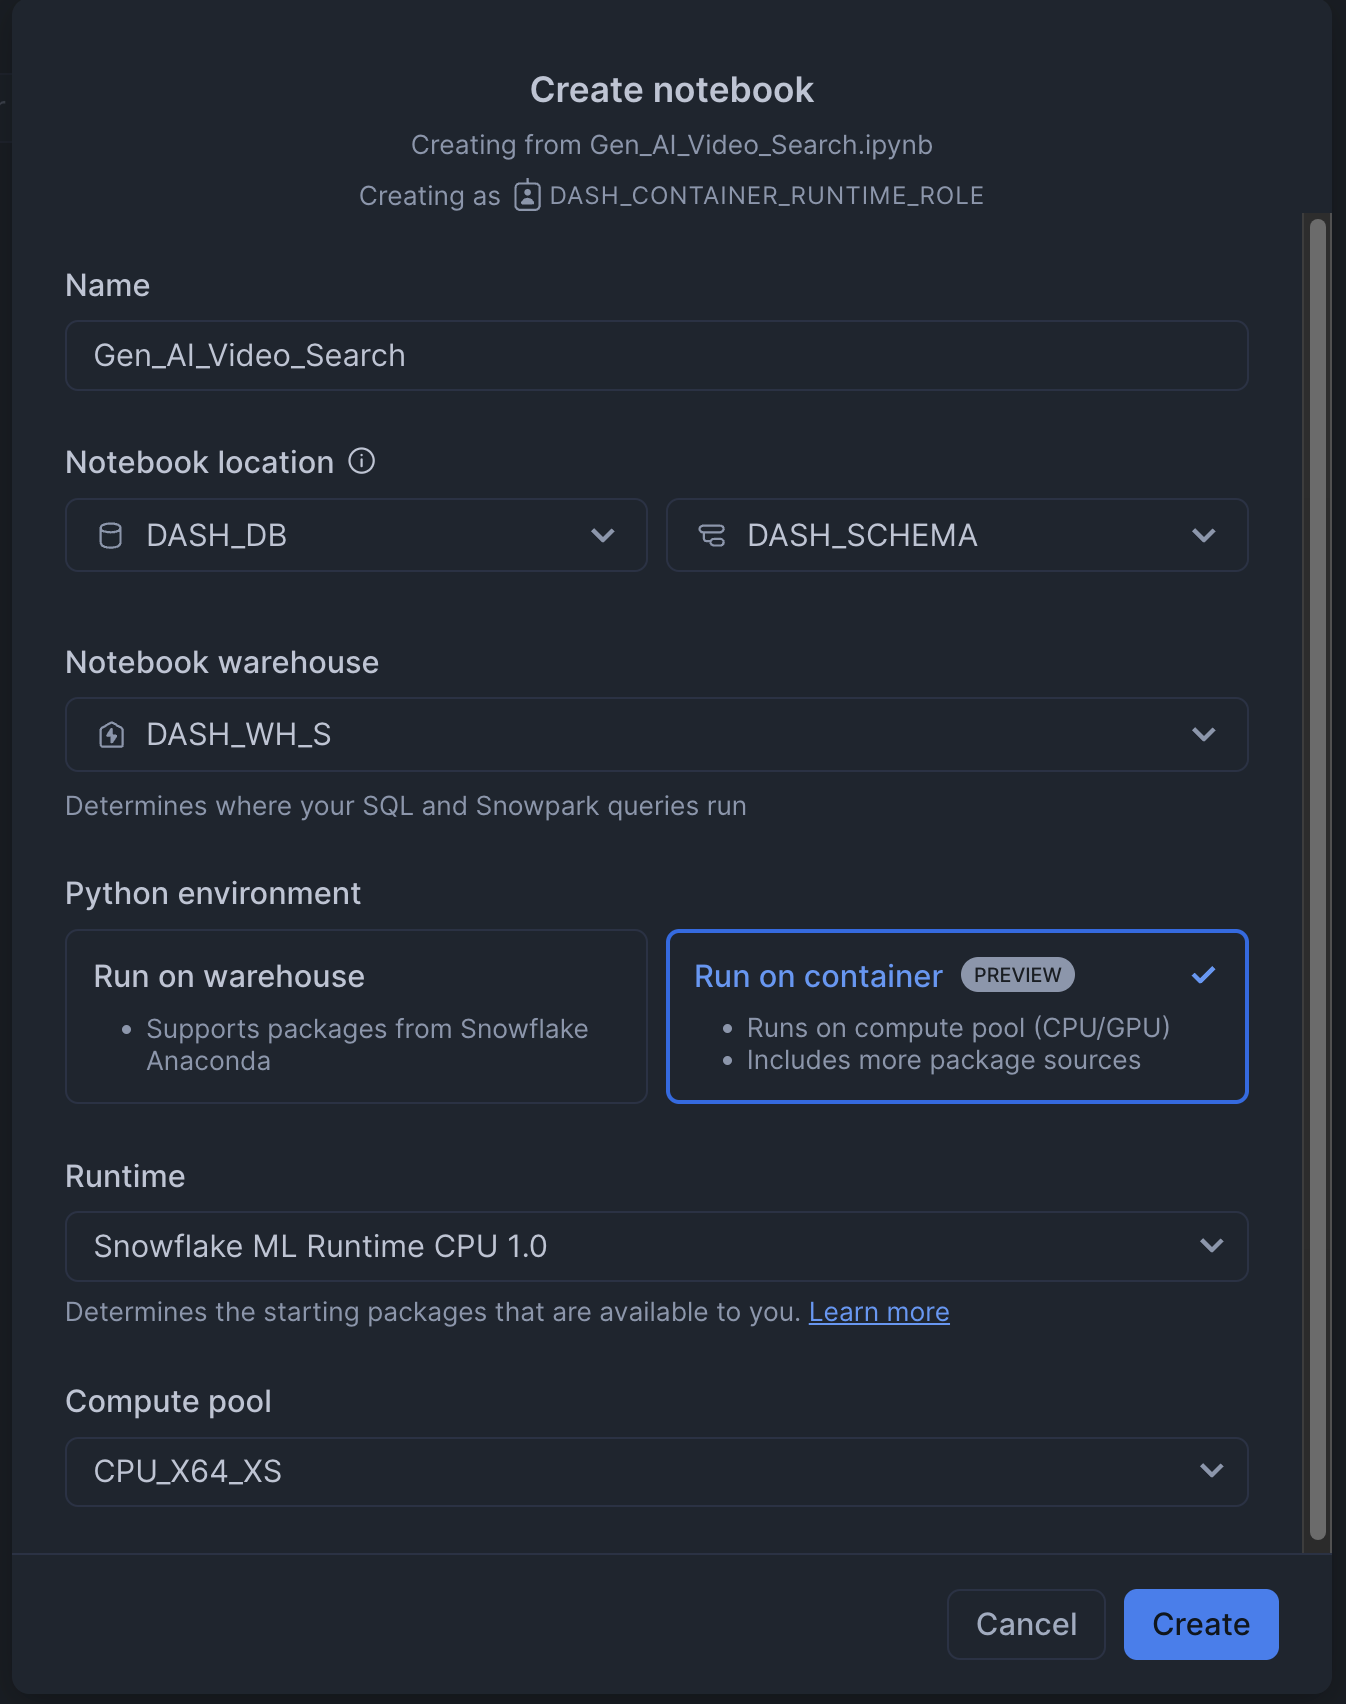 Create notebook
Creating from Gen_AI_Video_Search.ipynb
Creating as DASH_CONTAINER_RUNTIME_ROLE
Name
Gen_AI_Video_Search
Notebook location
DASH_DB
DASH_SCHEMA
Notebook warehouse
DASH_WH_S
Determines where your SQL and Snowpark queries run
Python environment
Run on warehouse
• Supports packages from Snowflake
Anaconda
Run on container PREVIEW
• Runs on compute pool (CPU/GPU)
• Includes more package sources
Runtime
Snowflake ML Runtime CPU 1.0
Determines the starting packages that are available to you. Learn more
Compute pool
CPU_X64_XS
Cancel
Create